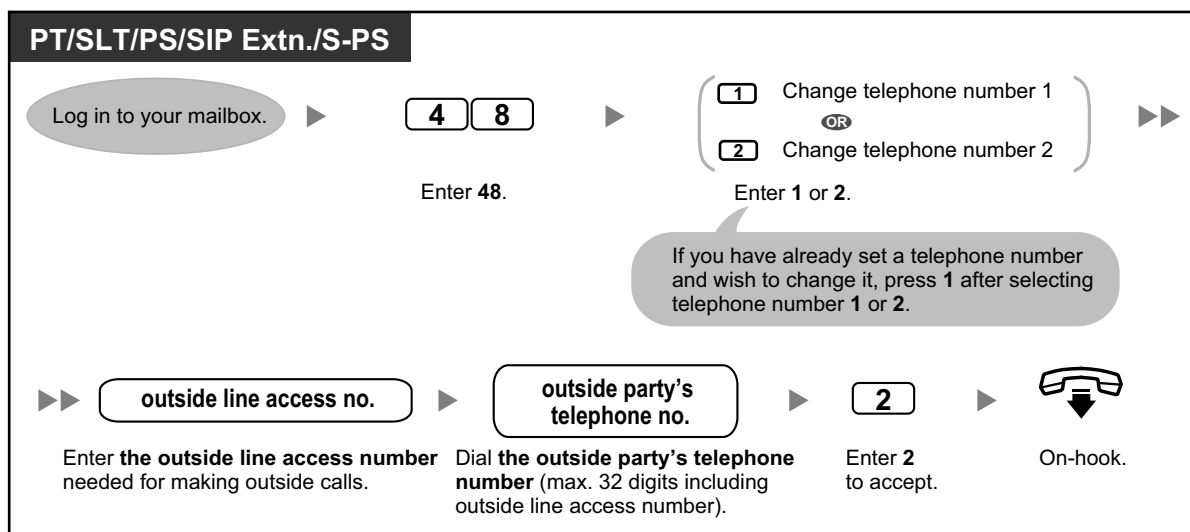 PT/SLT/PS/SIP Extn./S-PS
Log in to your mailbox.
4 8
Enter 48.
1 Change telephone number 1
OR
2 Change telephone number 2
Enter 1 or 2.
If you have already set a telephone number
and wish to change it, press 1 after selecting
telephone number 1 or 2.
outside line access no.
Enter the outside line access number
needed for making outside calls.
outside party's
telephone no.
Dial the outside party's telephone
number (max. 32 digits including
outside line access number).
2
Enter 2
to accept.
On-hook.